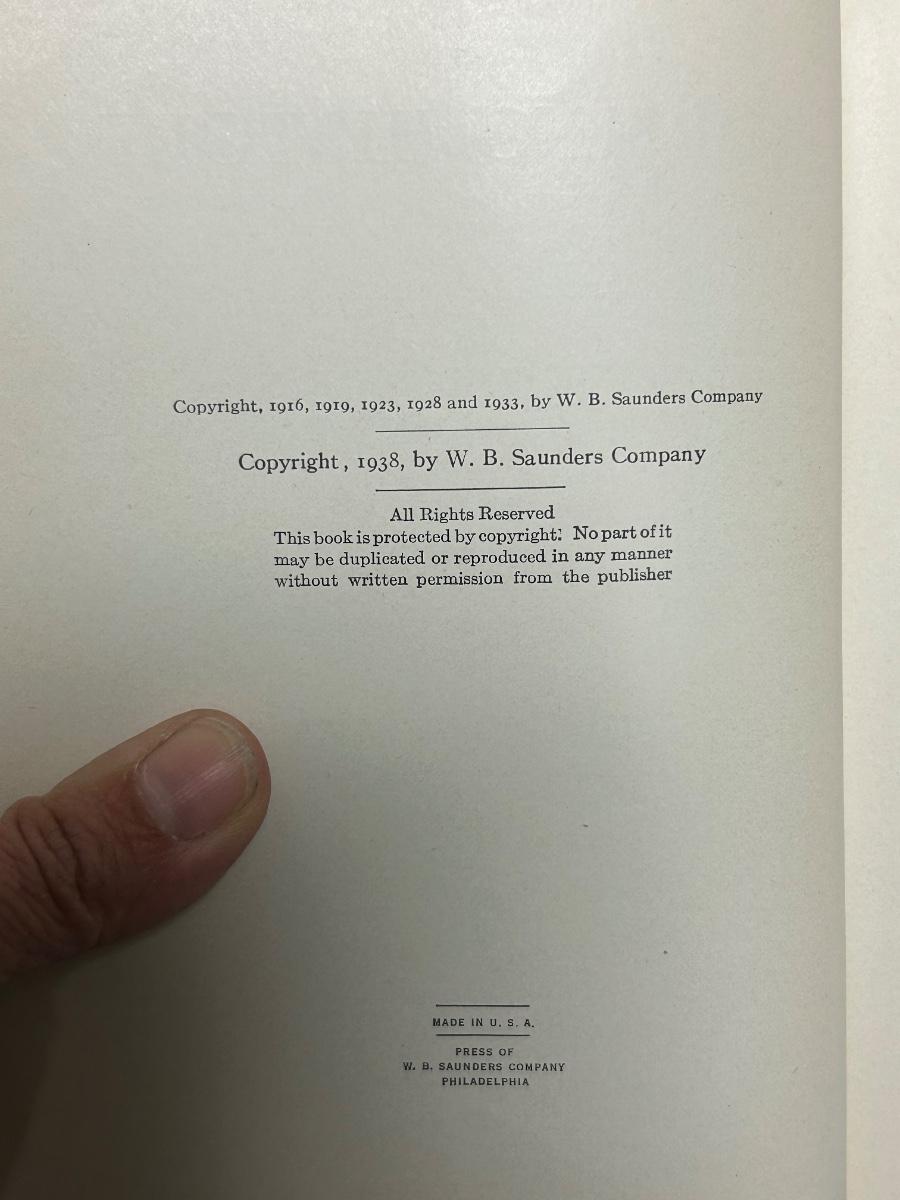 Copyright, 1916, 1919, 1923, 1928 and 1933, by W. B. Saunders Company
Copyright, 1938, by W. B. Saunders Company
All Rights Reserved
This book is protected by copyright. No part of it
may be duplicated or reproduced in any manner
without written permission from the publisher
MADE IN U. S. A.
PRESS OF
W. B. SAUNDERS COMPANY
PHILADELPHIA